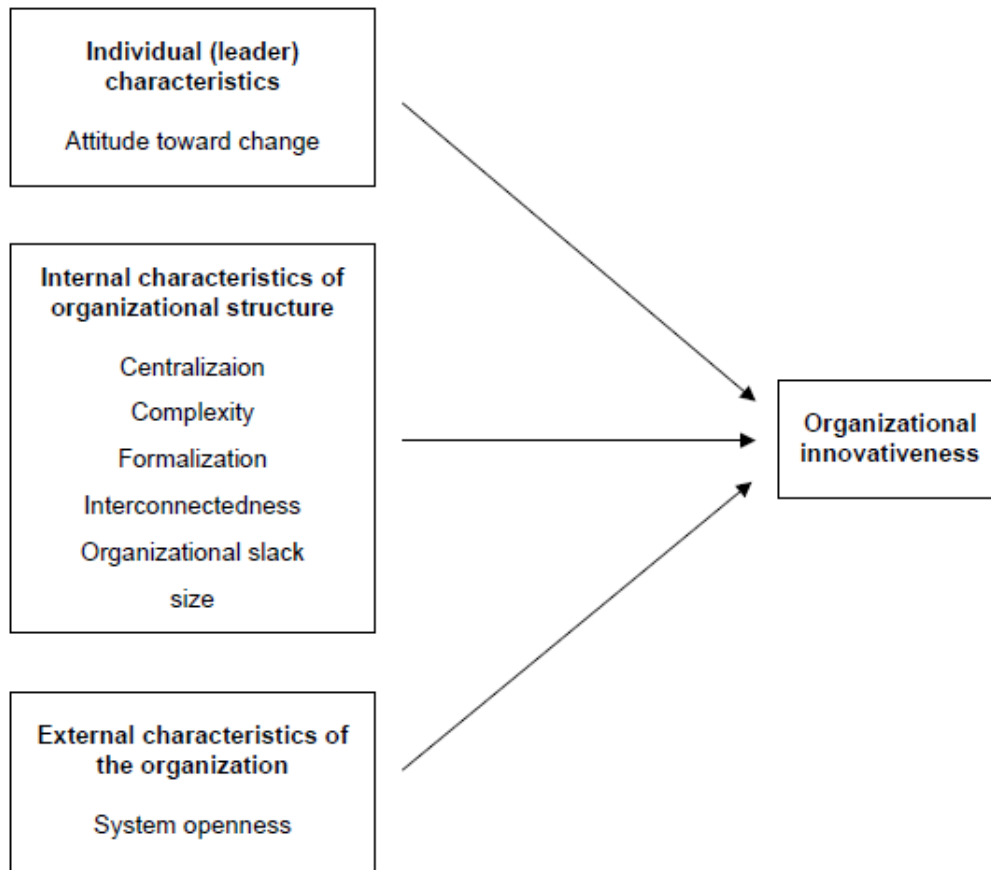 Individual (leader)
characteristics
Attitude toward change
Internal characteristics of
organizational structure
Centralizaion
Complexity
Formalization
Interconnectedness
Organizational slack
size
External characteristics of
the organization
System openness
Organizational
innovativeness